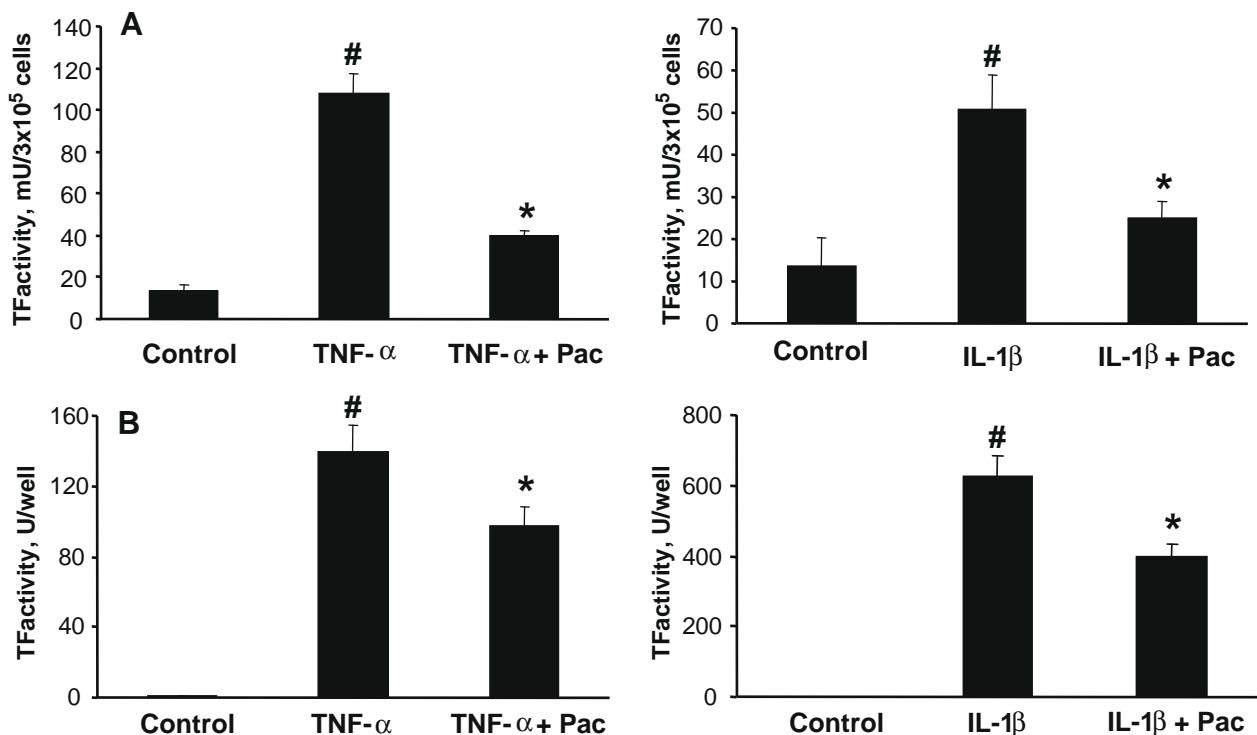 A
TFactivity, mU/3x10⁵ cells
140
120
100
80
60
40
20
0
#
*
Control
TNF-α
TNF-α+ Pac
TFactivity, mU/3x10⁵ cells
70
60
50
40
30
20
10
0
#
*
Control
IL-1β
IL-1β + Pac
B
TFactivity, U/well
160
120
80
40
0
#
*
Control
TNF-α
TNF-α+ Pac
TFactivity, U/well
800
600
400
200
0
#
*
Control
IL-1β
IL-1β + Pac